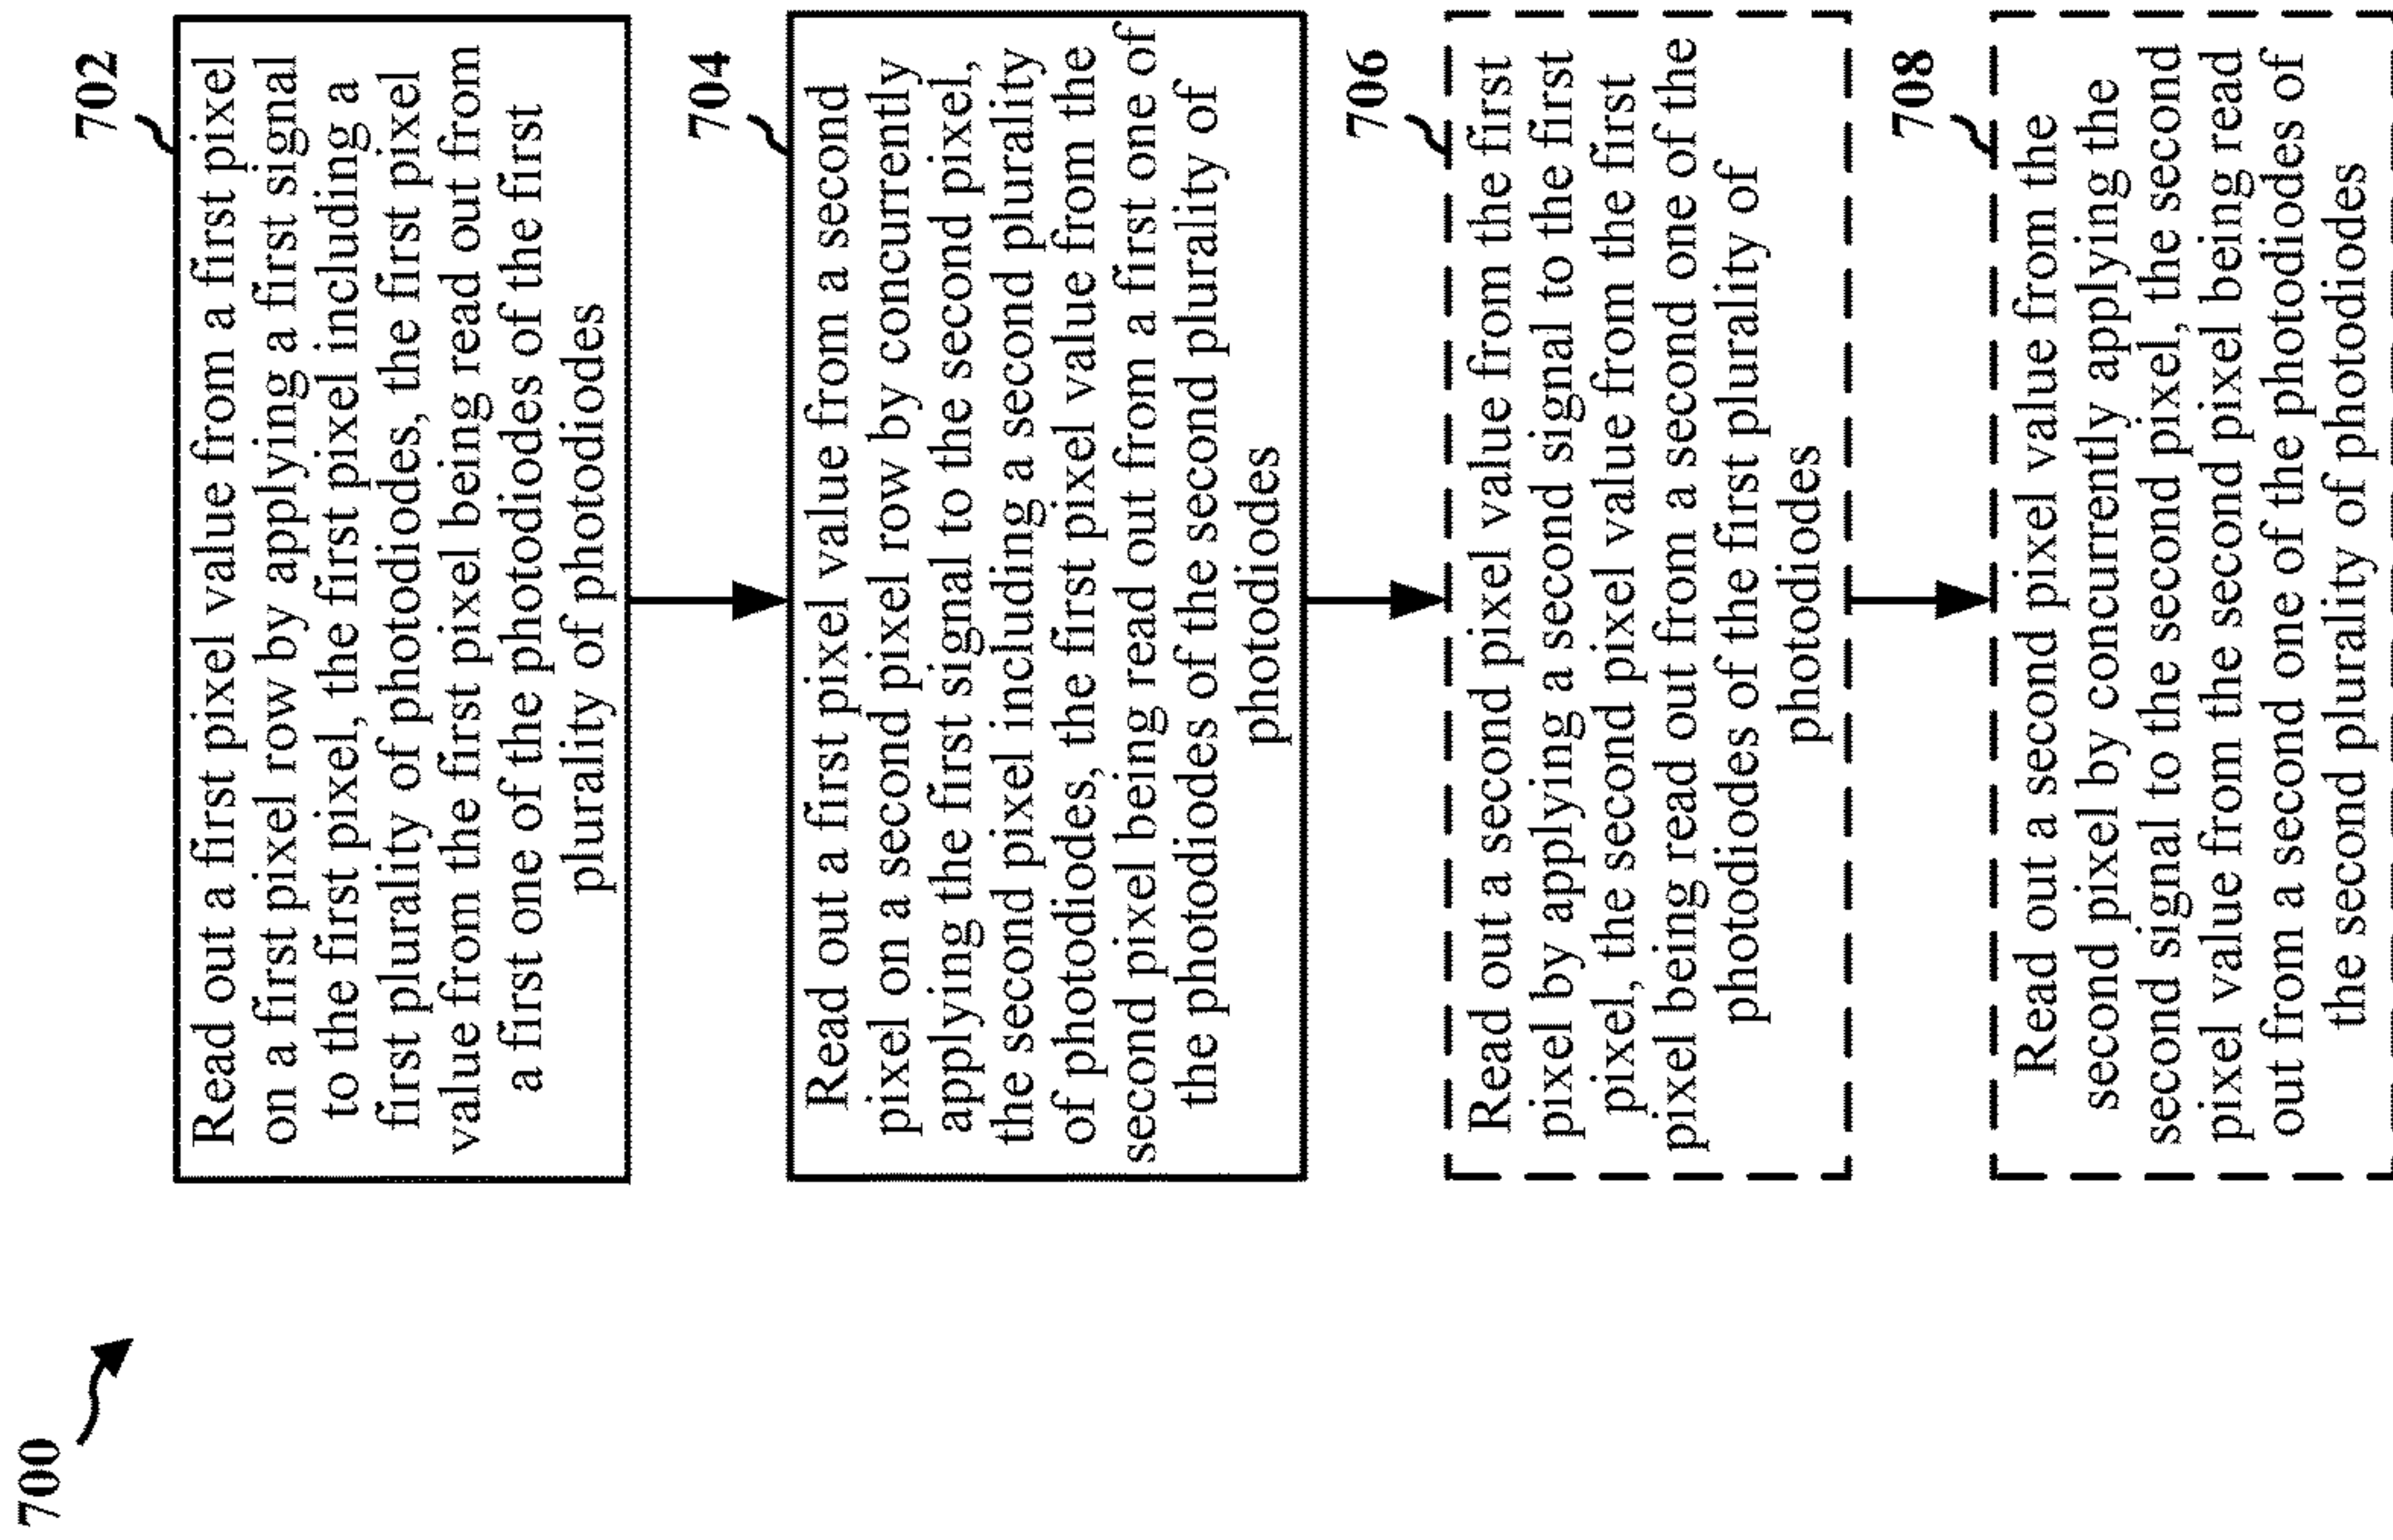 700
702
Read out a first pixel value from a first pixel
on a first pixel row by applying a first signal
to the first pixel, the first pixel including a
first plurality of photodiodes, the first pixel
value from the first pixel being read out from
a first one of the photodiodes of the first
plurality of photodiodes
704
Read out a first pixel value from a second
pixel on a second pixel row by concurrently
applying the first signal to the second pixel,
the second pixel including a second plurality
of photodiodes, the first pixel value from the
second pixel being read out from a first one of
the photodiodes of the second plurality of
photodiodes
706
Read out a second pixel value from the first
pixel by applying a second signal to the first
pixel, the second pixel value from the first
pixel being read out from a second one of the
photodiodes of the first plurality of
photodiodes
708
Read out a second pixel value from the
second pixel by concurrently applying the
second signal to the second pixel, the second
pixel value from the second pixel being read
out from a second one of the photodiodes of
the second plurality of photodiodes